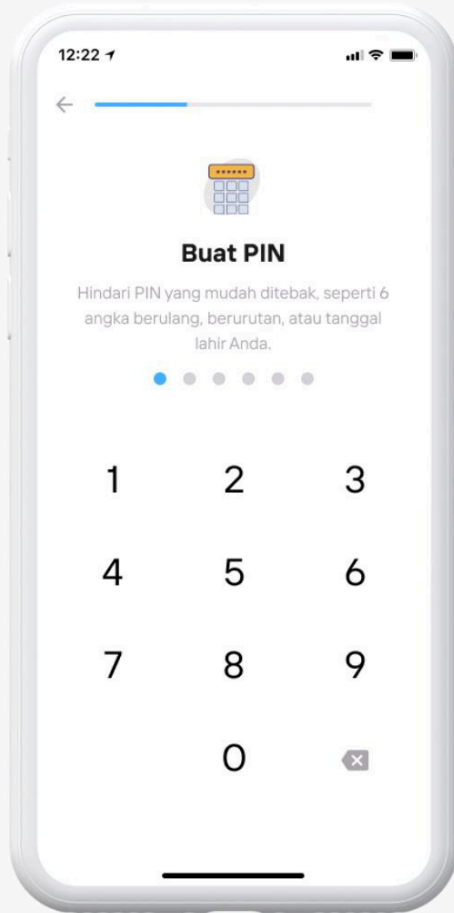 12:22
Buat PIN
Hindari PIN yang mudah ditebak, seperti 6
angka berulang, berurutan, atau tanggal
lahir Anda.
1 2 3
4 5 6
7 8 9
0